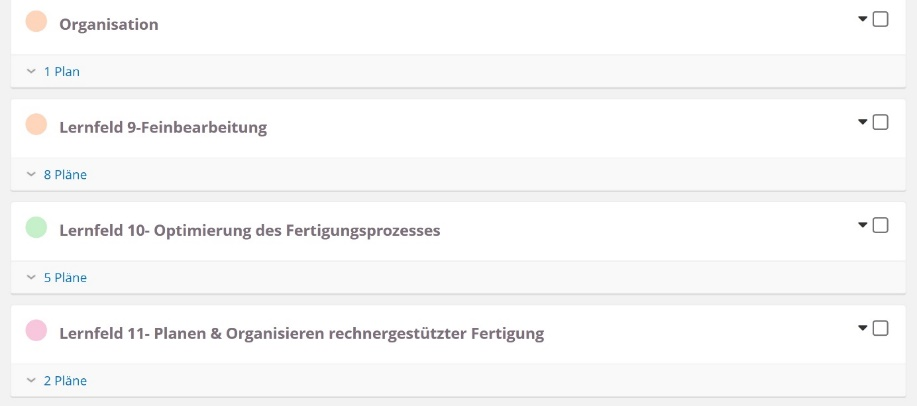 Organisation
1 Plan
Lernfeld 9-Feinbearbeitung
8 Pläne
Lernfeld 10- Optimierung des Fertigungsprozesses
5 Pläne
Lernfeld 11- Planen & Organisieren rechnergestützter Fertigung
2 Pläne